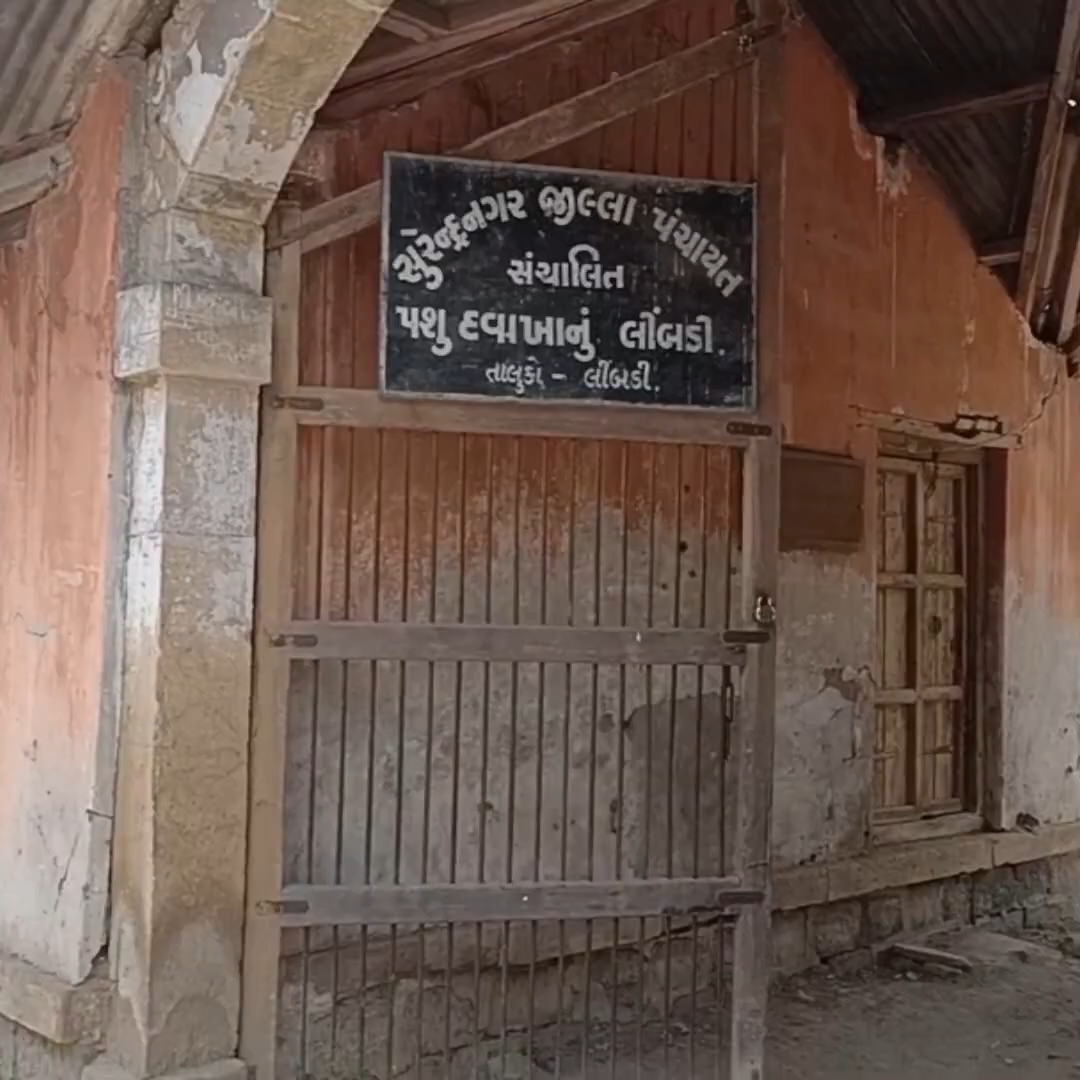 સુરેન્દ્રનગર જીલ્લા પંચાયત
સંચાલિત
પશુ દવાખાનું લીંબડી.
તાલુકો - લીંબડી.